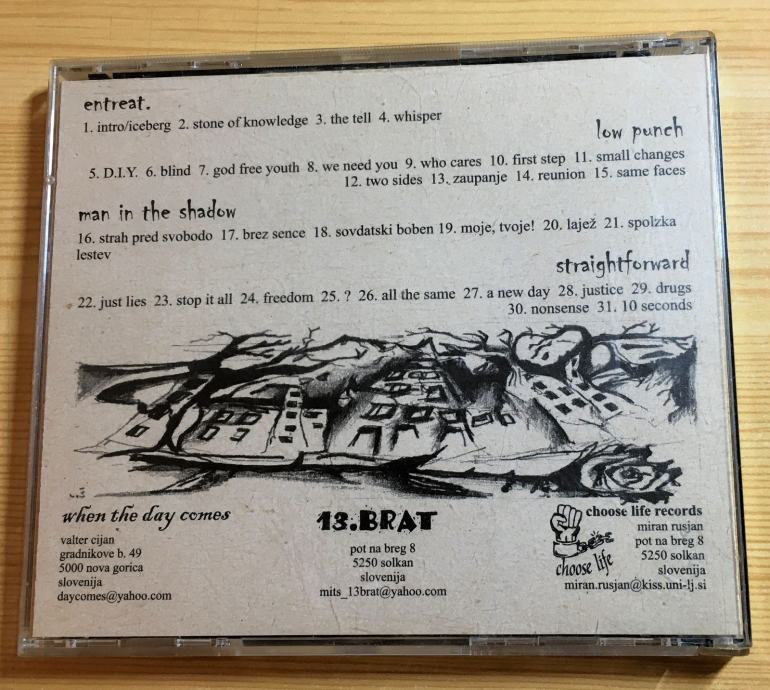 entreat.
1. intro/iceberg 2. stone of knowledge 3. the tell 4. whisper
low punch
5. D.I.Y. 6. blind 7. god free youth 8. we need you 9. who cares 10. first step 11. small changes
12. two sides 13. zaupanje 14. reunion 15. same faces
man in the shadow
16. strah pred svobodo 17. brez sence 18. sovdatski boben 19. moje, tvoje! 20. lajež 21. spolzka
lestev
straightforward
22. just lies 23. stop it all 24. freedom 25. ? 26. all the same 27. a new day 28. justice 29. drugs
30. nonsense 31. 10 seconds
when the day comes
valter cijan
gradnikove b. 49
5000 nova gorica
slovenija
daycomes@yahoo.com
13.BRAT
pot na breg 8
5250 solkan
slovenija
mits_13brat@yahoo.com
choose life
choose life records
miran rusjan
pot na breg 8
5250 solkan
slovenija
miran.rusjan@kiss.uni-lj.si